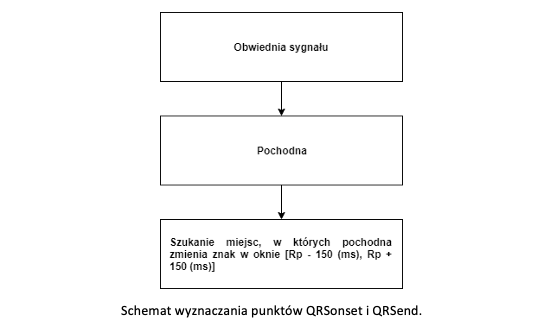 Obwiednia sygnału
Pochodna
Szukanie miejsc, w których pochodna
zmienia znak w oknie [Rp - 150 (ms), Rp +
150 (ms)]
Schemat wyznaczania punktów QRSonset i QRSend.